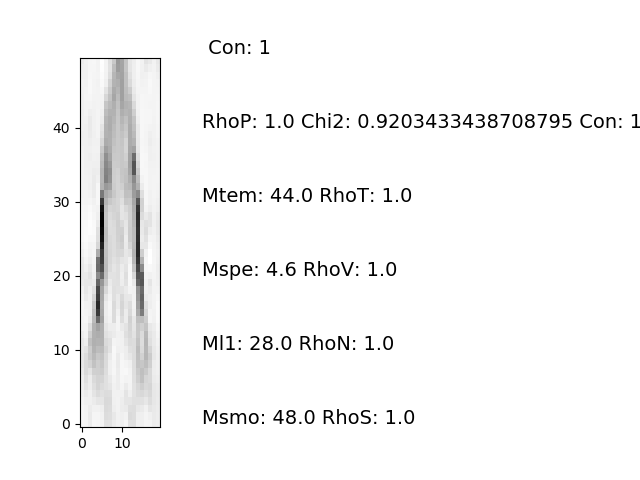 Con: 1
RhoP: 1.0 Chi2: 0.9203433438708795 Con: 1
Mtem: 44.0 RhoT: 1.0
Mspe: 4.6 RhoV: 1.0
Ml1: 28.0 RhoN: 1.0
Msmo: 48.0 RhoS: 1.0
40
30
20
10
0
0 10